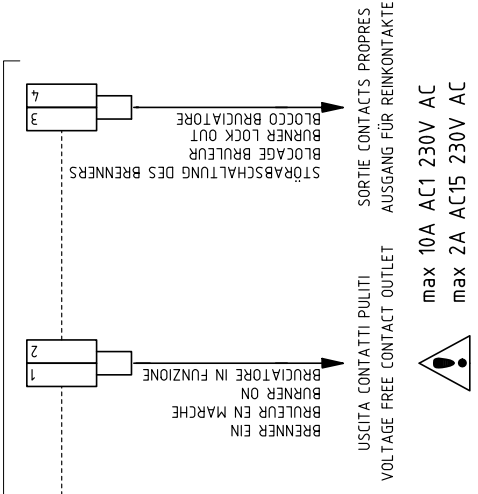 4
3
BLOCCO BRUCIATORE
BURNER LOCK OUT
BLOCAGE BRULEUR
STÖRABSCHALTUNG DES BRENNERS
2
1
BRUCIATORE IN FUNZIONE
BURNER ON
BRULEUR EN MARCHE
BRENNER EIN
USCITA CONTATTI PULITI
VOLTAGE FREE CONTACT OUTLET
SORTIE CONTACTS PROPRES
AUSGANG FÜR REINKONTAKTE
max 10A AC1 230V AC
max 2A AC15 230V AC